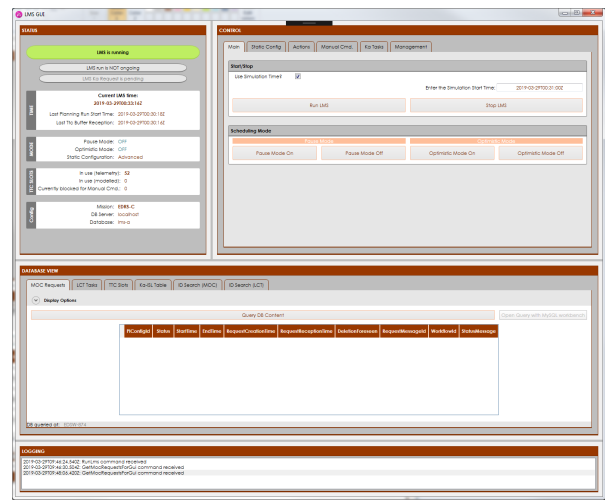 LMS GUI
STATUS
LMS is running
LMS run is NOT ongoing
LMS Ka Request is pending
TIME
Current LMS time:
2019-03-29T00:33:16Z
Last Planning Run Start Time: 2019-03-29T00:30:18Z
Last Ttc Buffer Reception: 2019-03-29T00:30:16Z
MODE
Pause Mode: OFF
Optimistic Mode: OFF
Static Configuration: Advanced
TTC SLOTS
In use (telemetry): 53
In use (modelled): 0
Currently blocked for Manual Cmd.: 0
Config
Mission: EDRS-C
DB Server: localhost
Database: lms-a
CONTROL
Main Static Config Actions Manual Cmd. Ka Tasks Management
Start/Stop
Use Simulation Time?
Enter the Simulation Start Time: 2019-03-29T00:31:00Z
Run LMS Stop LMS
Scheduling Mode
Pause Mode Optimistic Mode
Pause Mode On Pause Mode Off Optimistic Mode On Optimistic Mode Off
DATABASE VIEW
MOC Requests LCT Tasks TTC Slots Ka-ISL Table ID Search (MOC) ID Search (LCT)
Display Options
Query DB Content Open Query with MySQL workbench
PlConfigId Status StartTime EndTime RequestCreationTime RequestReceptionTime DeletionForeseen RequestMessageId WorkflowId StatusMessage
DB queried at:
LOGGING
2019-03-29T09:46:24.540Z: RunLms command received
2019-03-29T09:46:30.504Z: GetMocRequestsForGui command received
2019-03-29T09:48:06.420Z: GetMocRequestsForGui command received